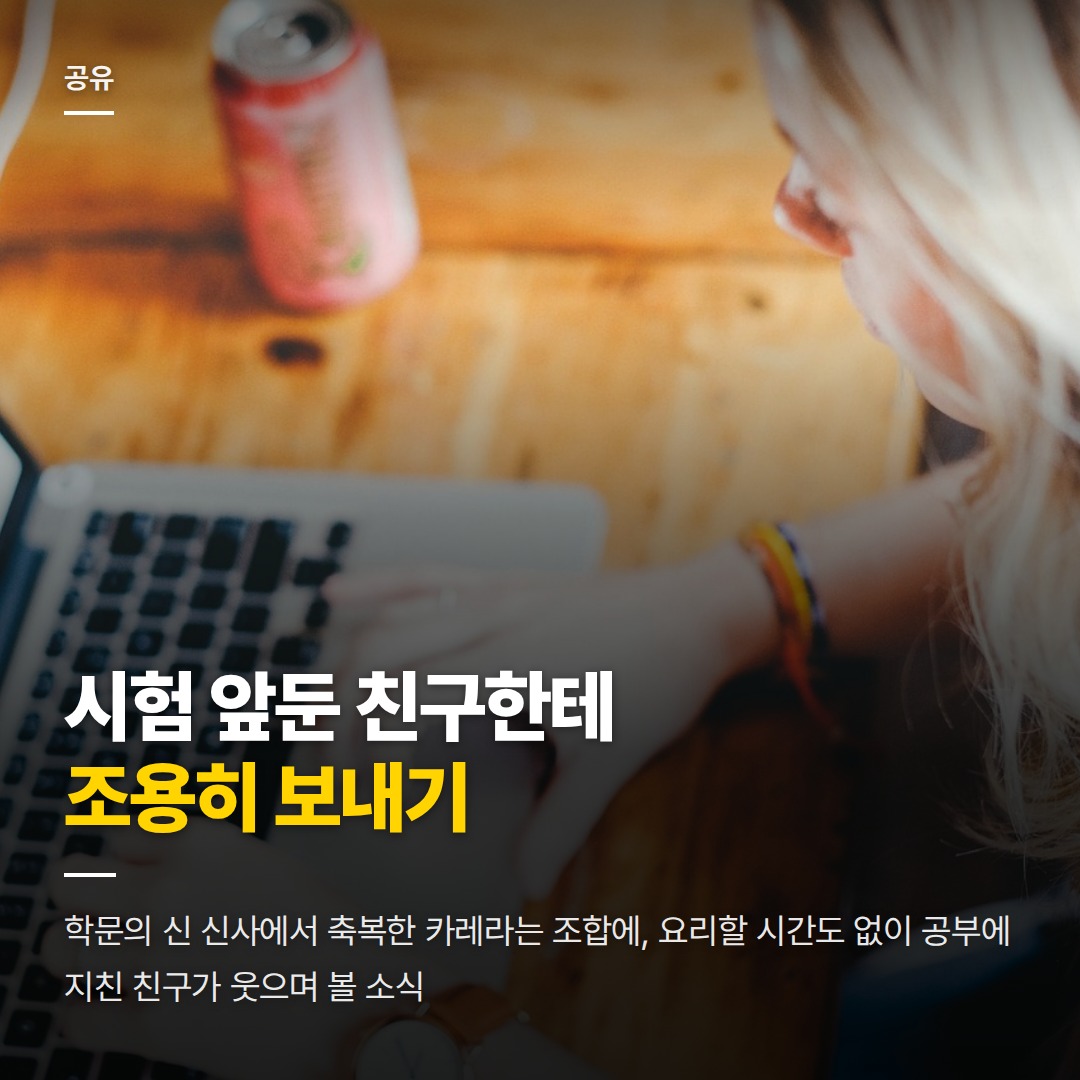 공유
시험 앞둔 친구한테
조용히 보내기
학문의 신 신사에서 축복한 카레라는 조합에, 요리할 시간도 없이 공부에
지친 친구가 웃으며 볼 소식